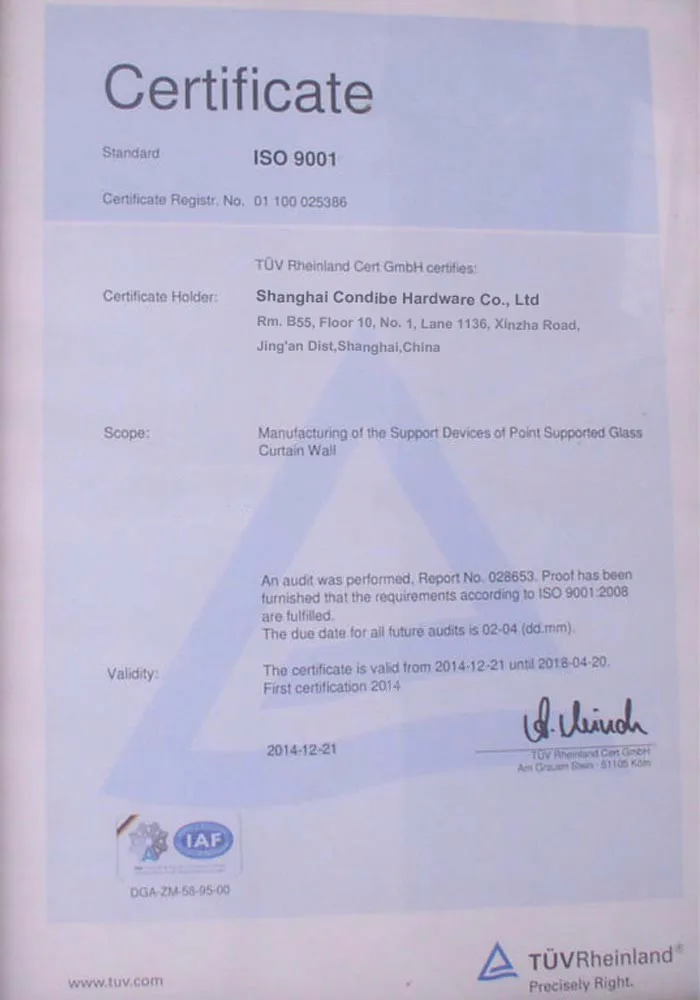 Certificate
Standard ISO 9001
Certificate Registr. No. 01 100 025386
TÜV Rheinland Cert GmbH certifies:
Certificate Holder: Shanghai Condibe Hardware Co., Ltd
Rm. B55, Floor 10, No. 1, Lane 1136, Xinzha Road,
Jing'an Dist,Shanghai,China
Scope: Manufacturing of the Support Devices of Point Supported Glass
Curtain Wall
An audit was performed, Report No. 028653. Proof has been
furnished that the requirements according to ISO 9001:2008
are fulfilled.
The due date for all future audits is 02-04 (dd.mm).
Validity: The certificate is valid from 2014-12-21 until 2018-04-20.
First certification 2014
2014-12-21
TÜV Rheinland Cert GmbH
Am Grauen Stein · 51105 Köln
IAF
DGA-ZM-58-95-00
TÜVRheinland®
Precisely Right.
www.tuv.com